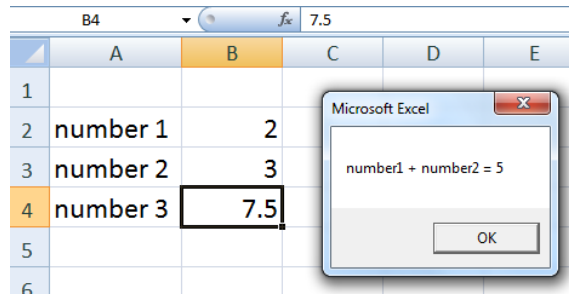 B4 fx 7.5
A B C D E
1
2 number 1 2
3 number 2 3
4 number 3 7.5
5
6
Microsoft Excel
number1 + number2 = 5
OK